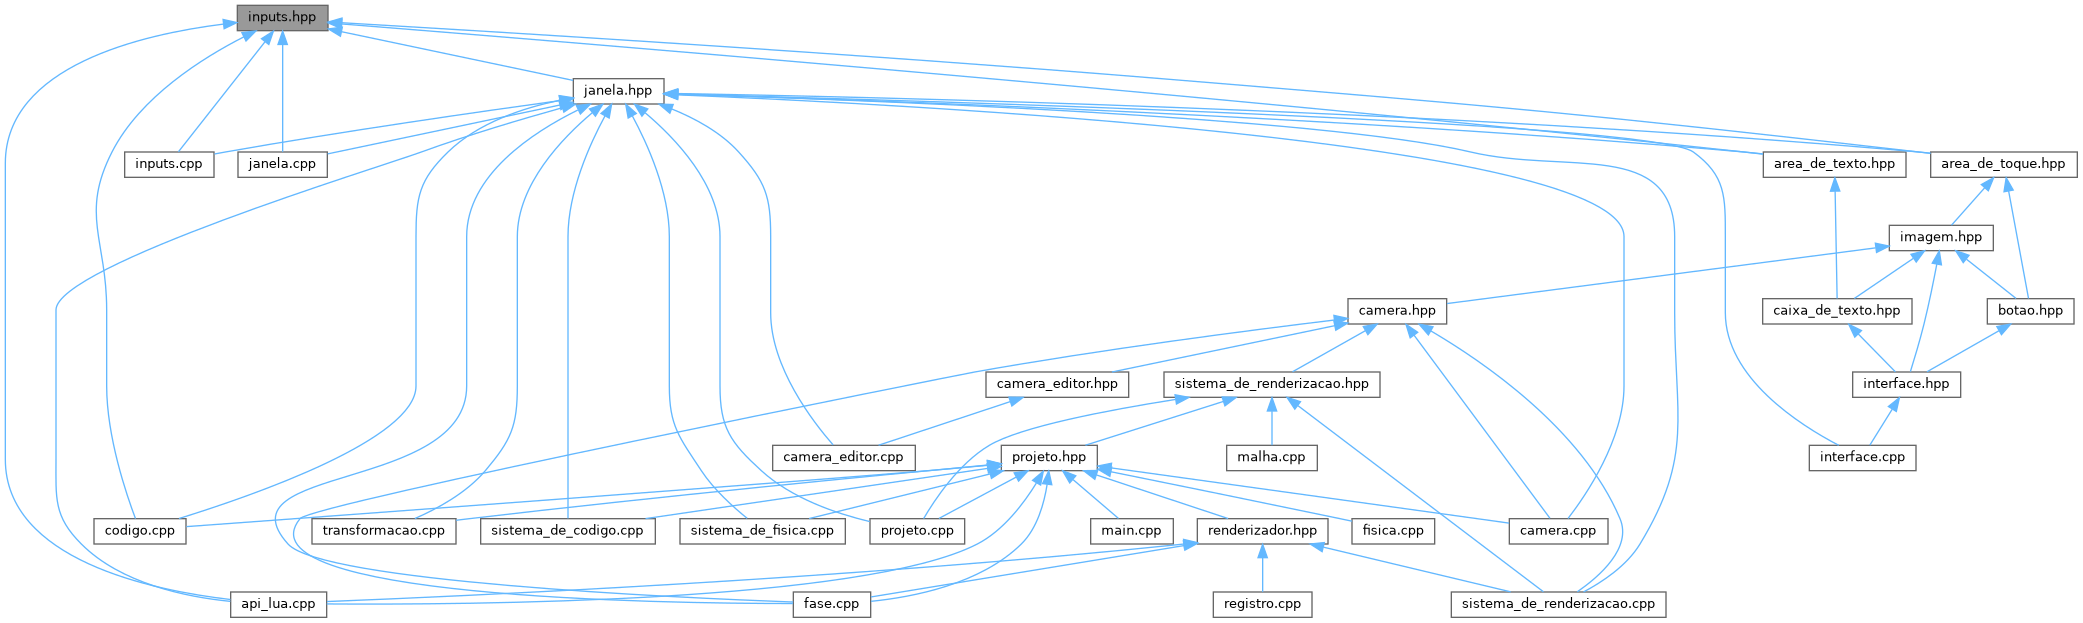 inputs.hpp
janela.hpp
inputs.cpp
janela.cpp
area_de_texto.hpp
area_de_toque.hpp
imagem.hpp
camera.hpp
caixa_de_texto.hpp
botao.hpp
camera_editor.hpp
sistema_de_renderizacao.hpp
interface.hpp
camera_editor.cpp
projeto.hpp
malha.cpp
interface.cpp
codigo.cpp
transformacao.cpp
sistema_de_codigo.cpp
sistema_de_fisica.cpp
projeto.cpp
main.cpp
renderizador.hpp
fisica.cpp
camera.cpp
api_lua.cpp
fase.cpp
registro.cpp
sistema_de_renderizacao.cpp